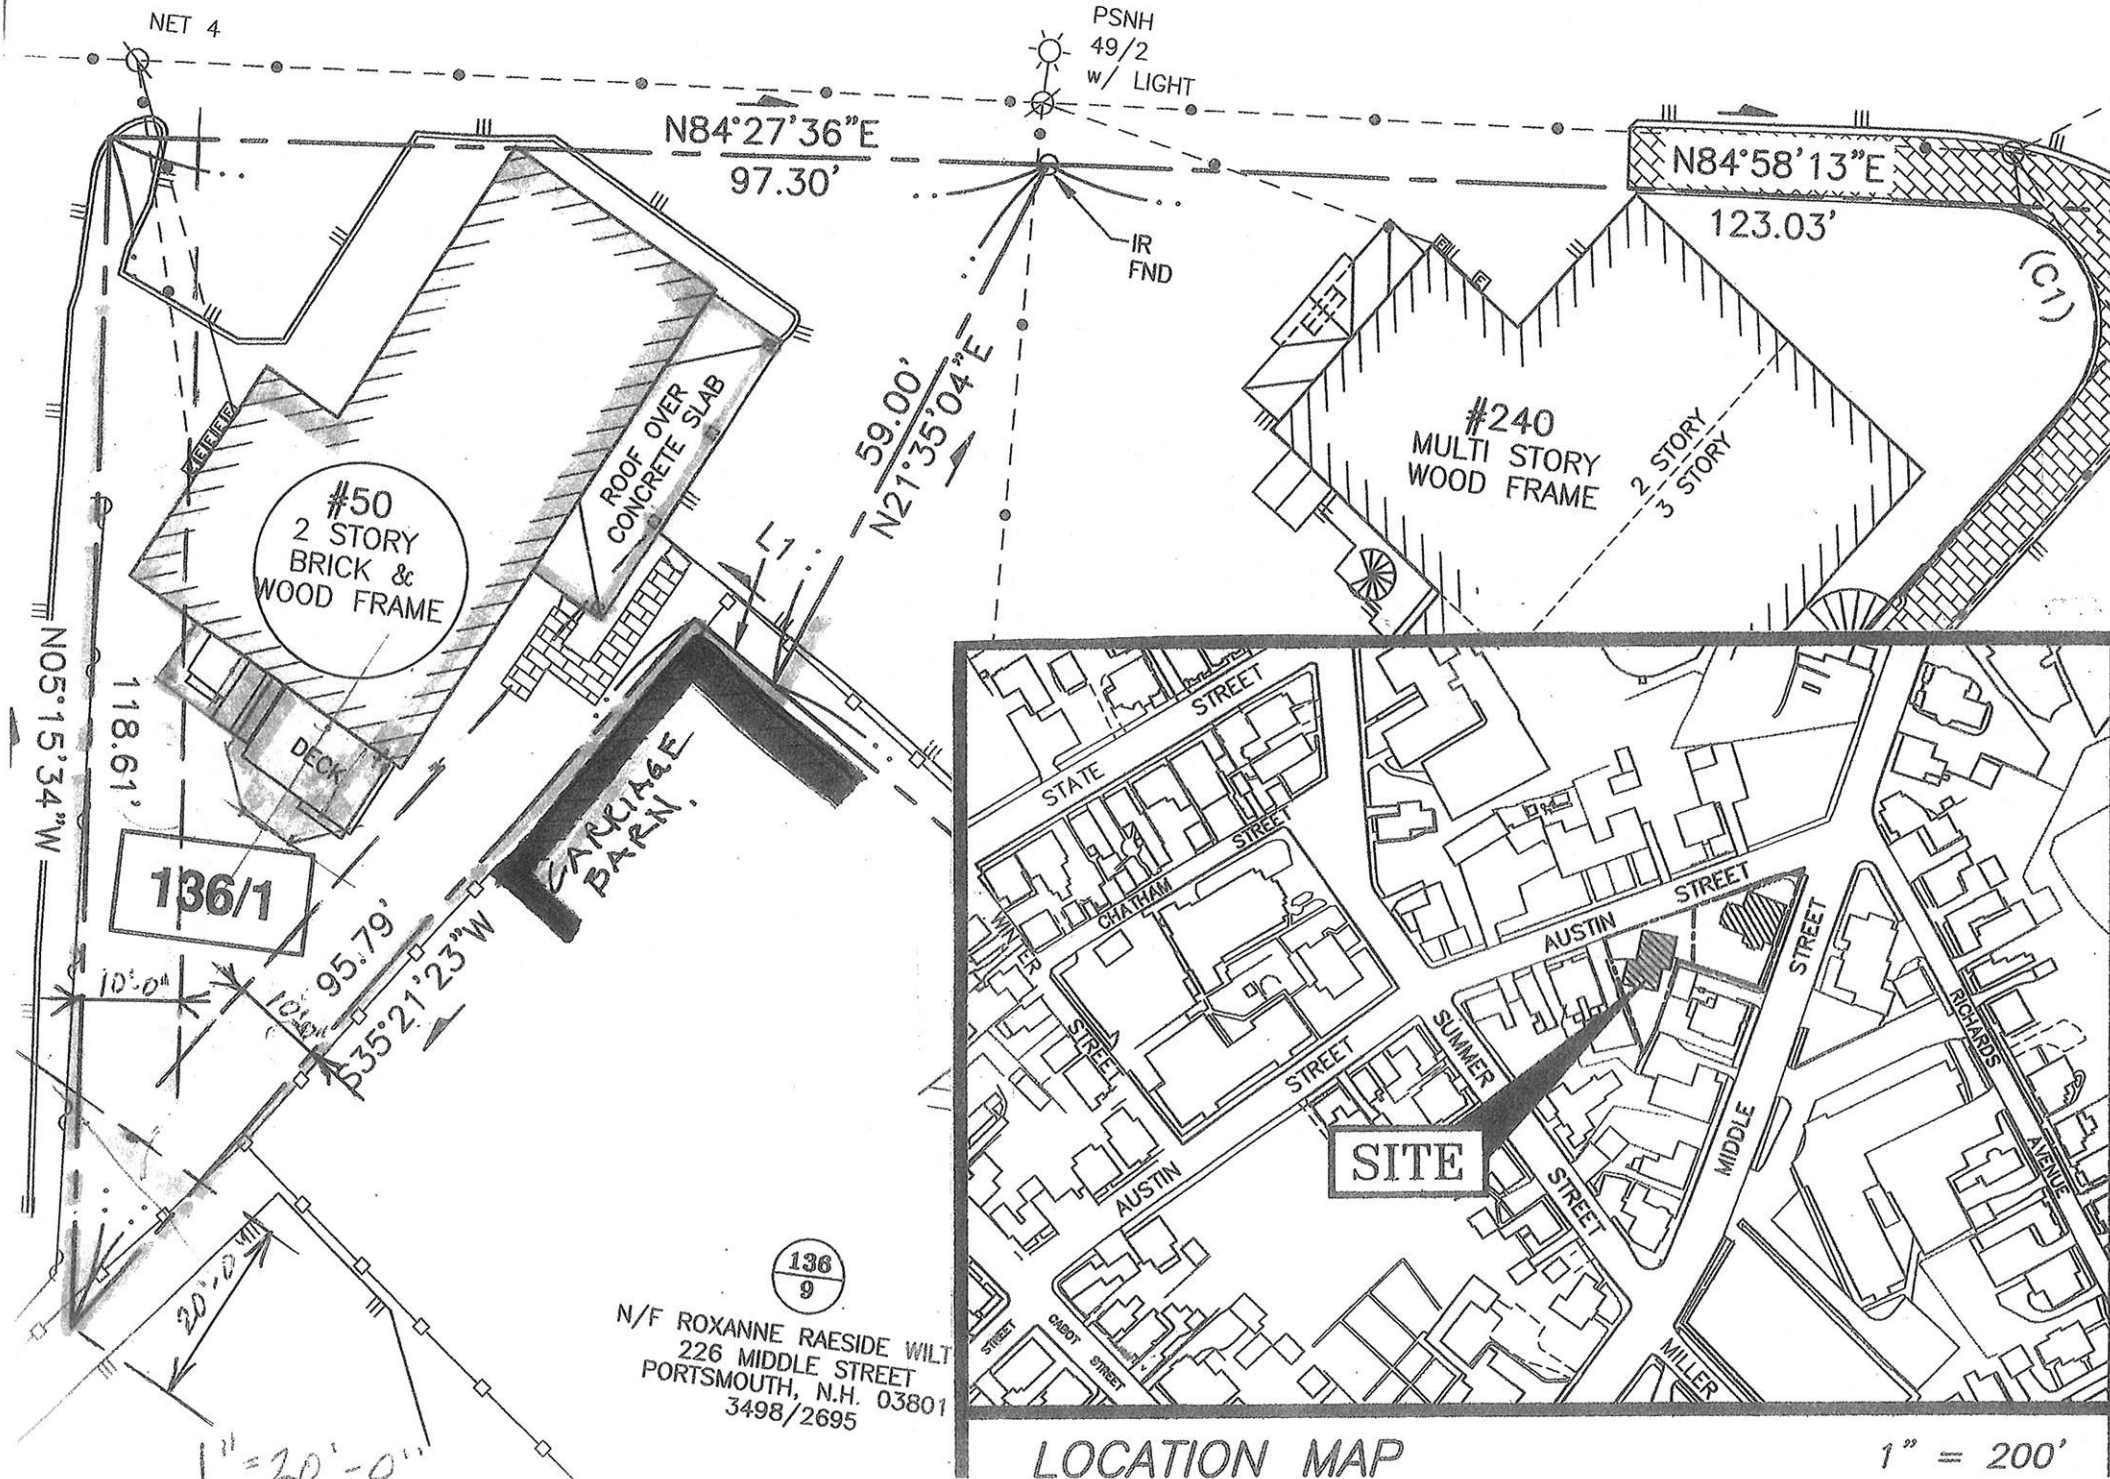 NET 4
PSNH
49/2
w/ LIGHT
N84°27'36"E
97.30'
N84°58'13"E
123.03'
(C1)
IR
FND
59.00'
N21°35'04"E
L1
ROOF OVER
CONCRETE SLAB
#50
2 STORY
BRICK &
WOOD FRAME
EEEE
E
F
#240
MULTI STORY
WOOD FRAME
2 STORY
3 STORY
N05°15'34"W
118.61'
DECK
136/1
CARRIAGE
BARN.
95.79'
S35°21'23"W
10'-0"
10'-0"
20'-0"
1"=20'-0"
136
9
N/F ROXANNE RAESIDE WILT
226 MIDDLE STREET
PORTSMOUTH, N.H. 03801
3498/2695
STATE STREET
CHATHAM STREET
WINTER STREET
AUSTIN STREET
AUSTIN STREET
SUMMER STREET
MIDDLE STREET
RICHARDS AVENUE
CABOT STREET
STREET
MILLER
SITE
LOCATION MAP
1" = 200'